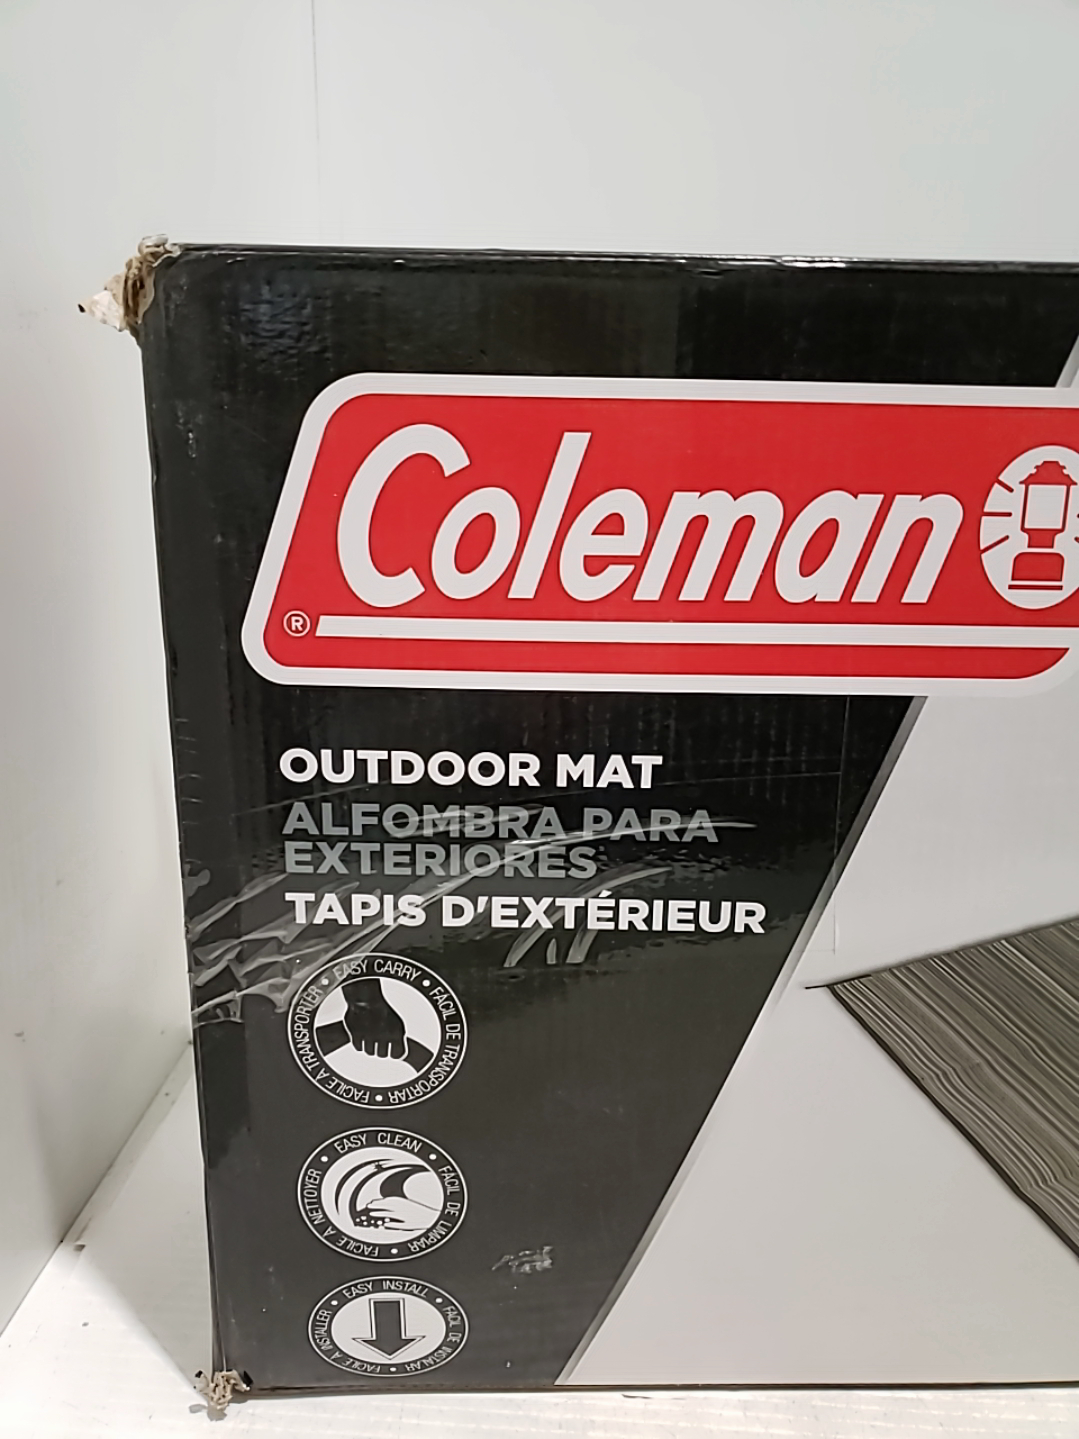 Coleman
®
OUTDOOR MAT
ALFOMBRA PARA
EXTERIORES
TAPIS D'EXTÉRIEUR
EASY CARRY • FÁCIL DE TRANSPORTAR • FACILE À TRANSPORTER •
EASY CLEAN • FÁCIL DE LIMPIAR • FACILE À NETTOYER •
EASY INSTALL • FÁCIL DE INSTALAR • FACILE À INSTALLER •